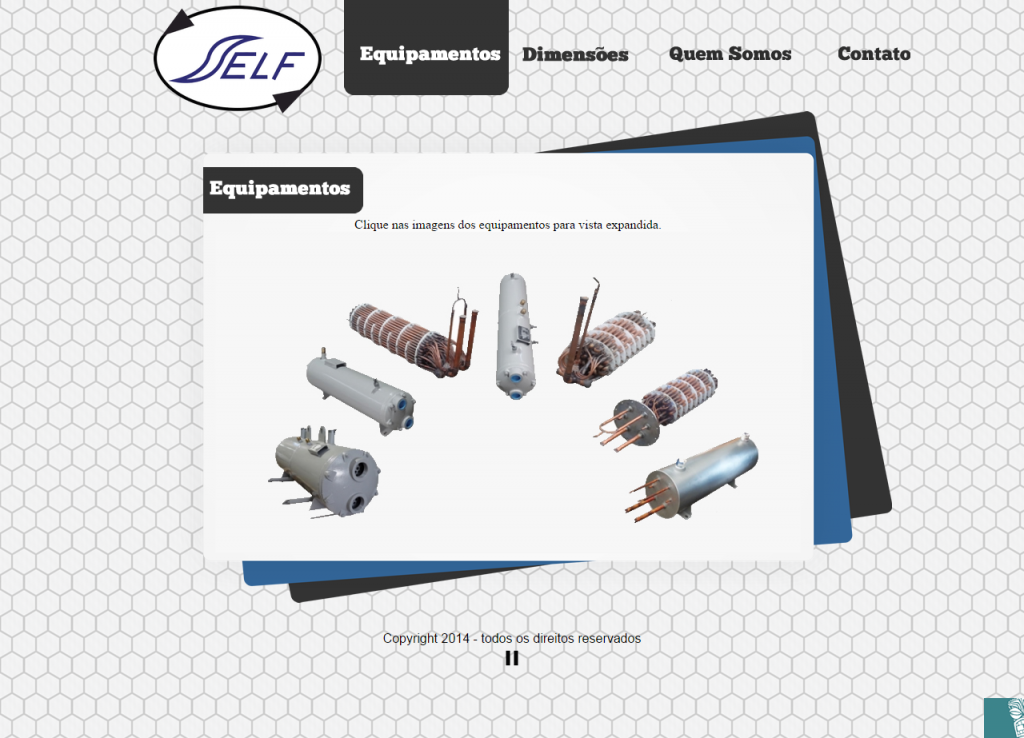 SELF
Equipamentos
Dimensões
Quem Somos
Contato
Equipamentos
Clique nas imagens dos equipamentos para vista expandida.
Copyright 2014 - todos os direitos reservados